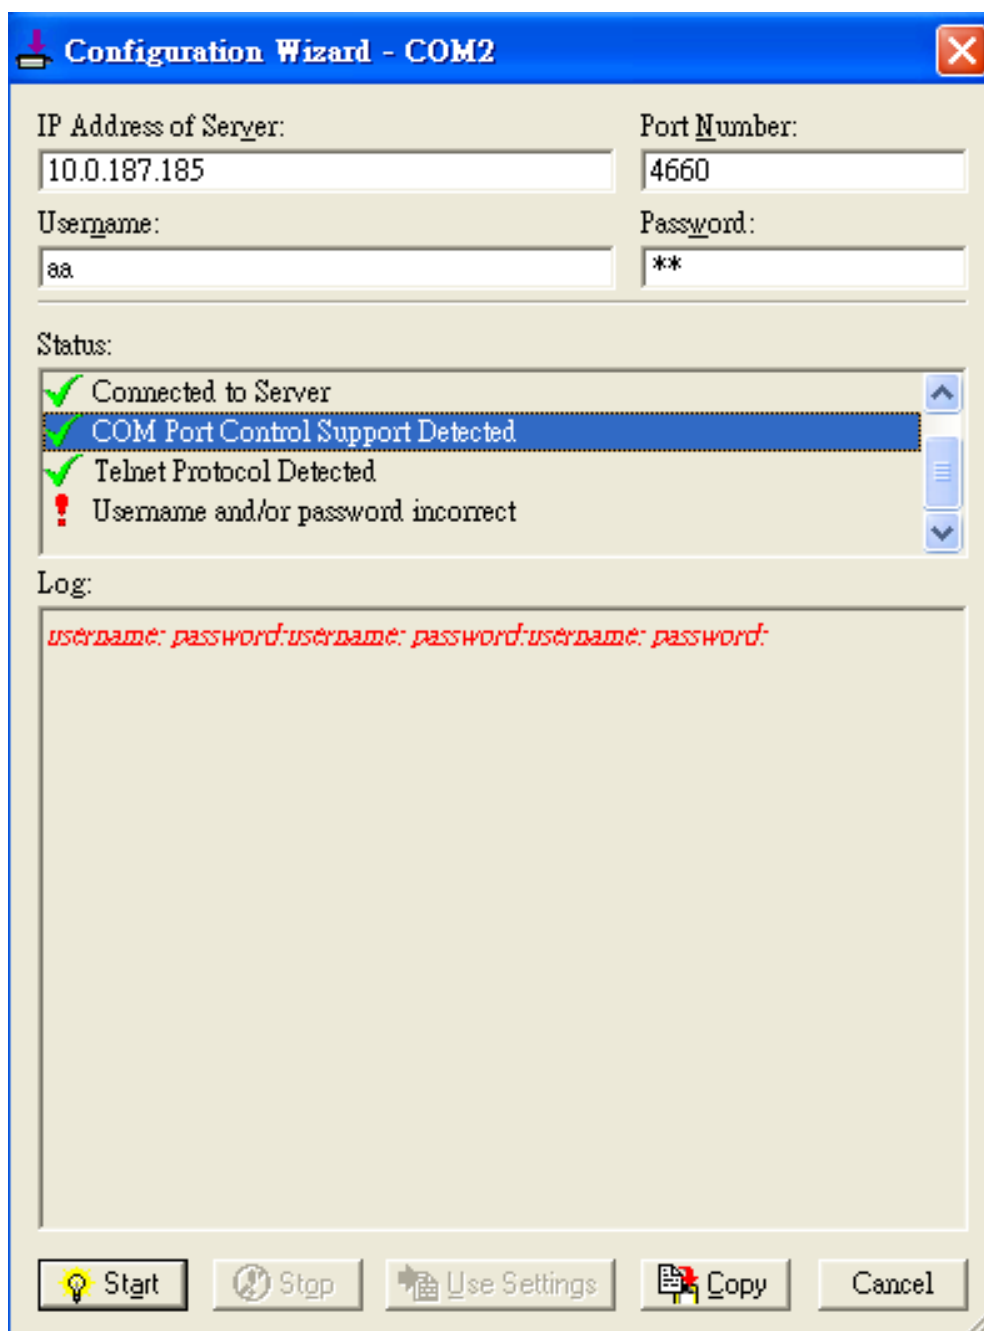 Configuration Wizard - COM2
IP Address of Server:
Port Number:
10.0.187.185
4660
Username:
Password:
aa
**
Status:
Connected to Server
COM Port Control Support Detected
Telnet Protocol Detected
Username and/or password incorrect
Log:
username: password:username: password:username: password:
Start
Stop
Use Settings
Copy
Cancel